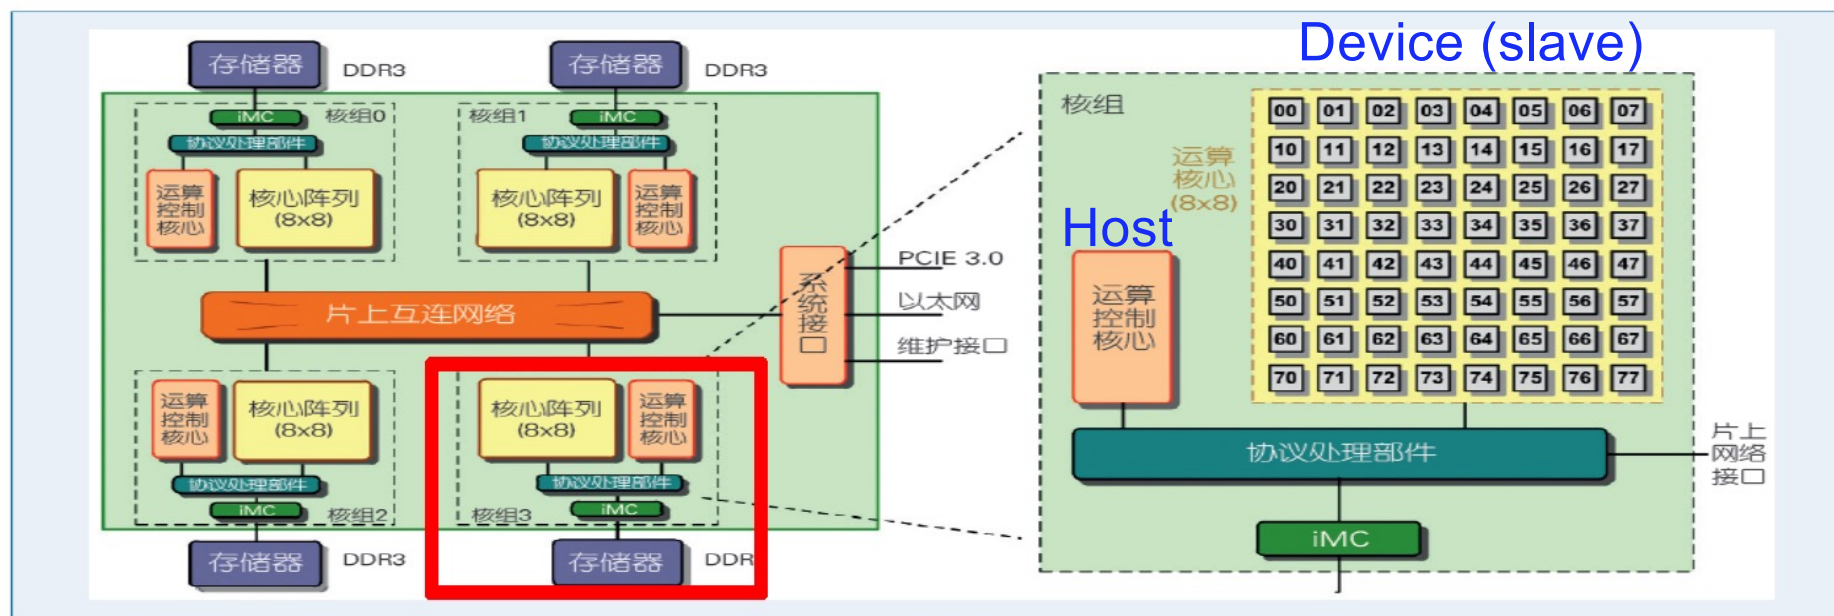 存储器
DDR3
iMC
核组0
协议处理部件
运算
控制
核心
核心阵列
(8x8)
存储器
DDR3
核组1
iMC
协议处理部件
核心阵列
(8x8)
运算
控制
核心
片上互连网络
系
统
接
口
PCIE 3.0
以太网
维护接口
运算
控制
核心
核心阵列
(8x8)
协议处理部件
iMC
核组2
存储器
DDR3
核心阵列
(8x8)
运算
控制
核心
协议处理部件
核组3
iMC
存储器
DDR
Device (slave)
核组
运算
核心
(8x8)
00 01 02 03 04 05 06 07
10 11 12 13 14 15 16 17
20 21 22 23 24 25 26 27
30 31 32 33 34 35 36 37
40 41 42 43 44 45 46 47
50 51 52 53 54 55 56 57
60 61 62 63 64 65 66 67
70 71 72 73 74 75 76 77
Host
运算
控制
核心
协议处理部件
片上
网络
接口
iMC